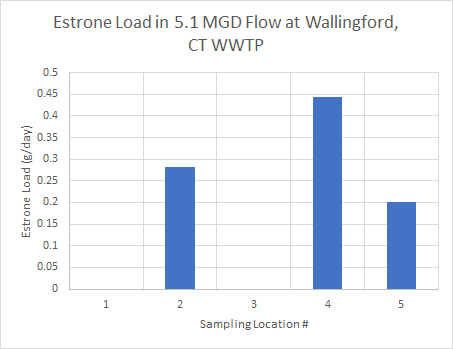 Estrone Load in 5.1 MGD Flow at Wallingford,
CT WWTP
Estrone Load (g/day)
0.5
0.45
0.4
0.35
0.3
0.25
0.2
0.15
0.1
0.05
0
1 2 3 4 5
Sampling Location #